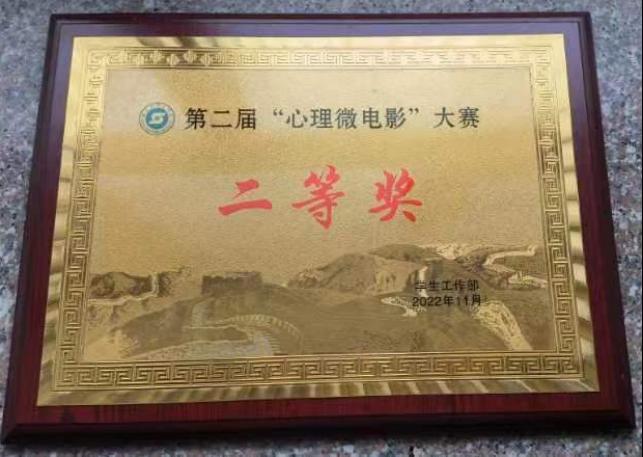 第二届“心理微电影”大赛
二等奖
学生工作部
2022年11月